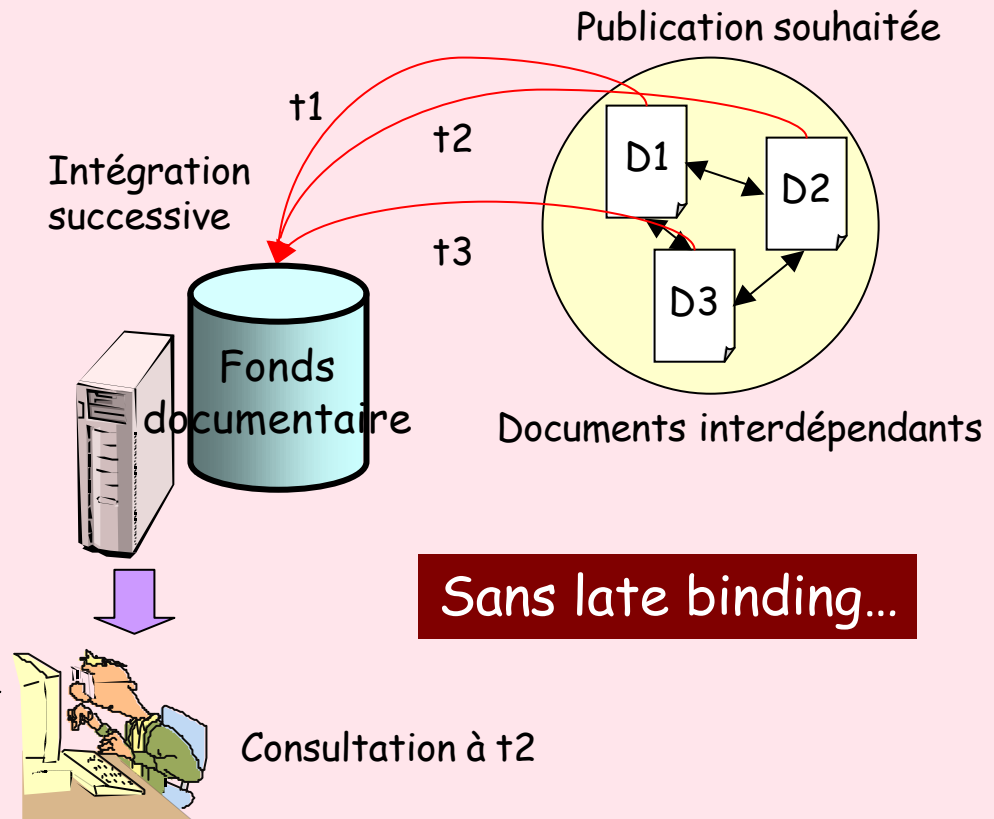 Publication souhaitée
t1
t2
D1
D2
Intégration
successive
t3
D3
Fonds
documentaire
Documents interdépendants
Sans late binding...
Consultation à t2